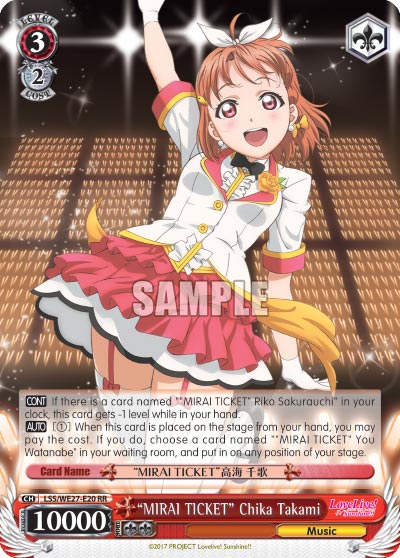 LEVEL
3
2
COST
SAMPLE
CONT If there is a card named ""MIRAI TICKET" Riko Sakurauchi" in your
clock, this card gets -1 level while in your hand.
AUTO [①] When this card is placed on the stage from your hand, you may
pay the cost. If you do, choose a card named ""MIRAI TICKET" You
Watanabe" in your waiting room, and put in on any position of your stage.
Card Name "MIRAI TICKET"高海 千歌
CH LSS/WE27-E20 RR
10000
"MIRAI TICKET" Chika Takami
LoveLive!
Sunshine!!
Music
©2017 PROJECT Lovelive! Sunshine!!